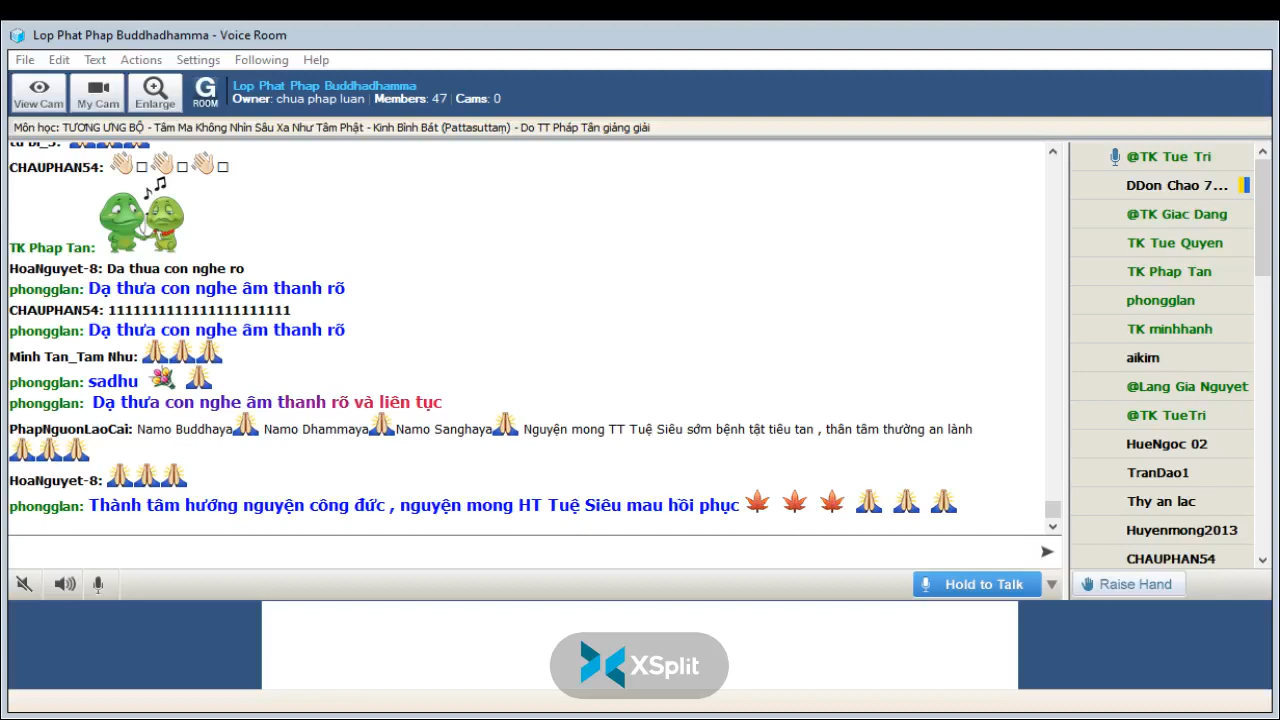 Lop Phat Phap Buddhadhamma - Voice Room
File Edit Text Actions Settings Following Help
View Cam My Cam Enlarge G ROOM
Lop Phat Phap Buddhadhamma
Owner: chua phap luan | Members: 47 | Cams: 0
Môn học: TƯƠNG ƯNG BỘ - Tâm Ma Không Nhìn Sâu Xa Như Tâm Phật - Kinh Bình Bát (Pattasuttaṃ) - Do TT Pháp Tân giảng giải
CHAUPHAN54:
TK Phap Tan:
HoaNguyet-8: Da thua con nghe ro
phongglan: Dạ thưa con nghe âm thanh rõ
CHAUPHAN54: 1111111111111111111111
phongglan: Dạ thưa con nghe âm thanh rõ
Minh Tan_Tam Nhu:
phongglan: sadhu
phongglan: Dạ thưa con nghe âm thanh rõ và liên tục
PhapNguonLaoCai: Namo Buddhaya Namo Dhammaya Namo Sanghaya Nguyện mong TT Tuệ Siêu sớm bệnh tật tiêu tan , thân tâm thường an lành
HoaNguyet-8:
phongglan: Thành tâm hướng nguyện công đức , nguyện mong HT Tuệ Siêu mau hồi phục
Hold to Talk
@TK Tue Tri
DDon Chao 7...
@TK Giac Dang
TK Tue Quyen
TK Phap Tan
phongglan
TK minhhanh
aikim
@Lang Gia Nguyet
@TK TueTri
HueNgoc 02
TranDao1
Thy an lac
Huyenmong2013
CHAUPHAN54
Raise Hand
XSplit